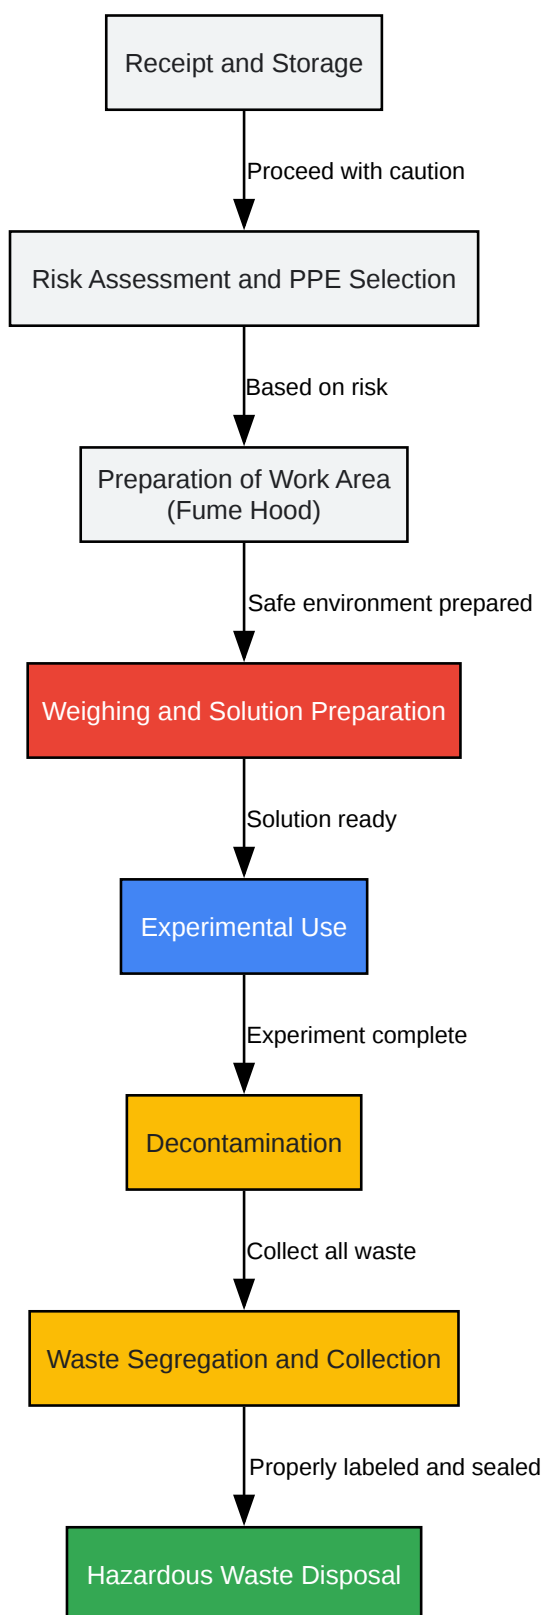 Receipt and Storage
Proceed with caution
Risk Assessment and PPE Selection
Based on risk
Preparation of Work Area
(Fume Hood)
Safe environment prepared
Weighing and Solution Preparation
Solution ready
Experimental Use
Experiment complete
Decontamination
Collect all waste
Waste Segregation and Collection
Properly labeled and sealed
Hazardous Waste Disposal